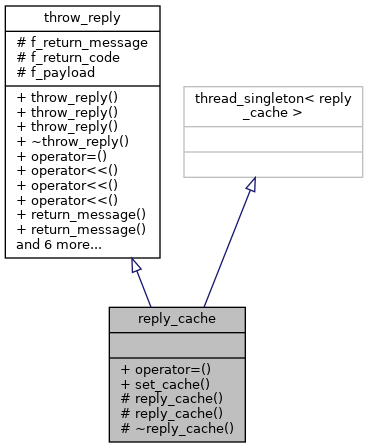 throw_reply
# f_return_message
# f_return_code
# f_payload
+ throw_reply()
+ throw_reply()
+ throw_reply()
+ ~throw_reply()
+ operator=()
+ operator<<()
+ operator<<()
+ operator<<()
+ return_message()
+ return_message()
and 6 more...
thread_singleton< reply
_cache >
reply_cache
+ operator=()
+ set_cache()
# reply_cache()
# reply_cache()
# ~reply_cache()